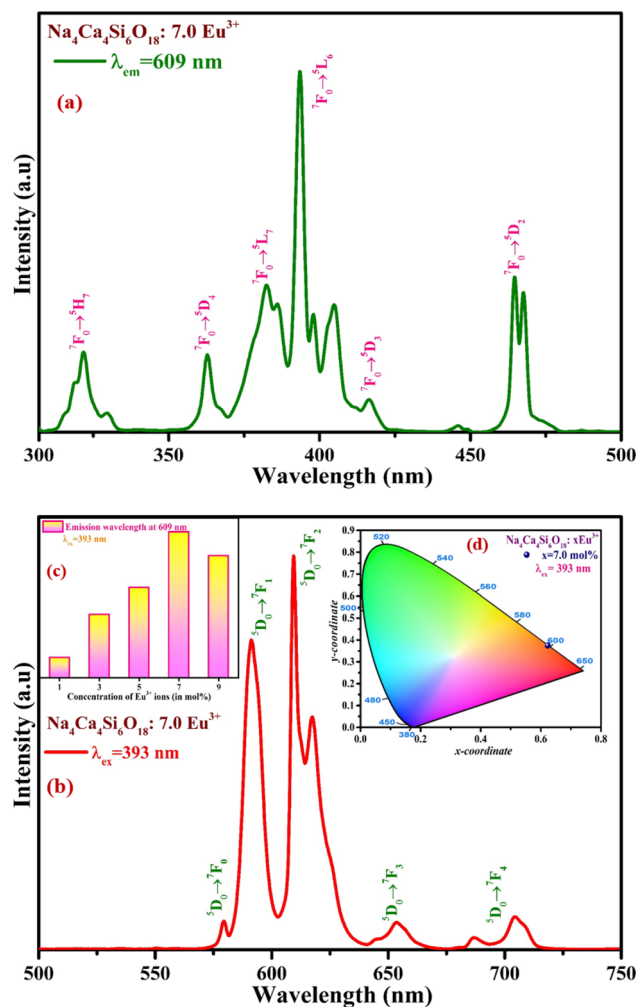 Na₄Ca₄Si₆O₁₈: 7.0 Eu³⁺
λem=609 nm
(a)
⁷F₀→⁵H₇
⁷F₀→⁵D₄
⁷F₀→⁵L₇
⁷F₀→⁵L₆
⁷F₀→⁵D₃
⁷F₀→⁵D₂
Intensity (a.u)
300 350 400 450 500
Wavelength (nm)
Emission wavelength at 609 nm
λex=393 nm
(c)
1 3 5 7 9
Concentration of Eu³⁺ ions (in mol%)
Na₄Ca₄Si₆O₁₈: 7.0 Eu³⁺
λex=393 nm
(b)
⁵D₀→⁷F₀
⁵D₀→⁷F₁
⁵D₀→⁷F₂
⁵D₀→⁷F₃
⁵D₀→⁷F₄
(d)
Na₄Ca₄Si₆O₁₈: xEu³⁺
x=7.0 mol%
λex= 393 nm
0.9
0.8
0.7
0.6
0.5
0.4
0.3
0.2
0.1
0.0
y-coordinate
520
540
560
580
600
650
500
480
450
380
0.0 0.2 0.4 0.6 0.8
x-coordinate
Intensity (a.u)
500 550 600 650 700 750
Wavelength (nm)